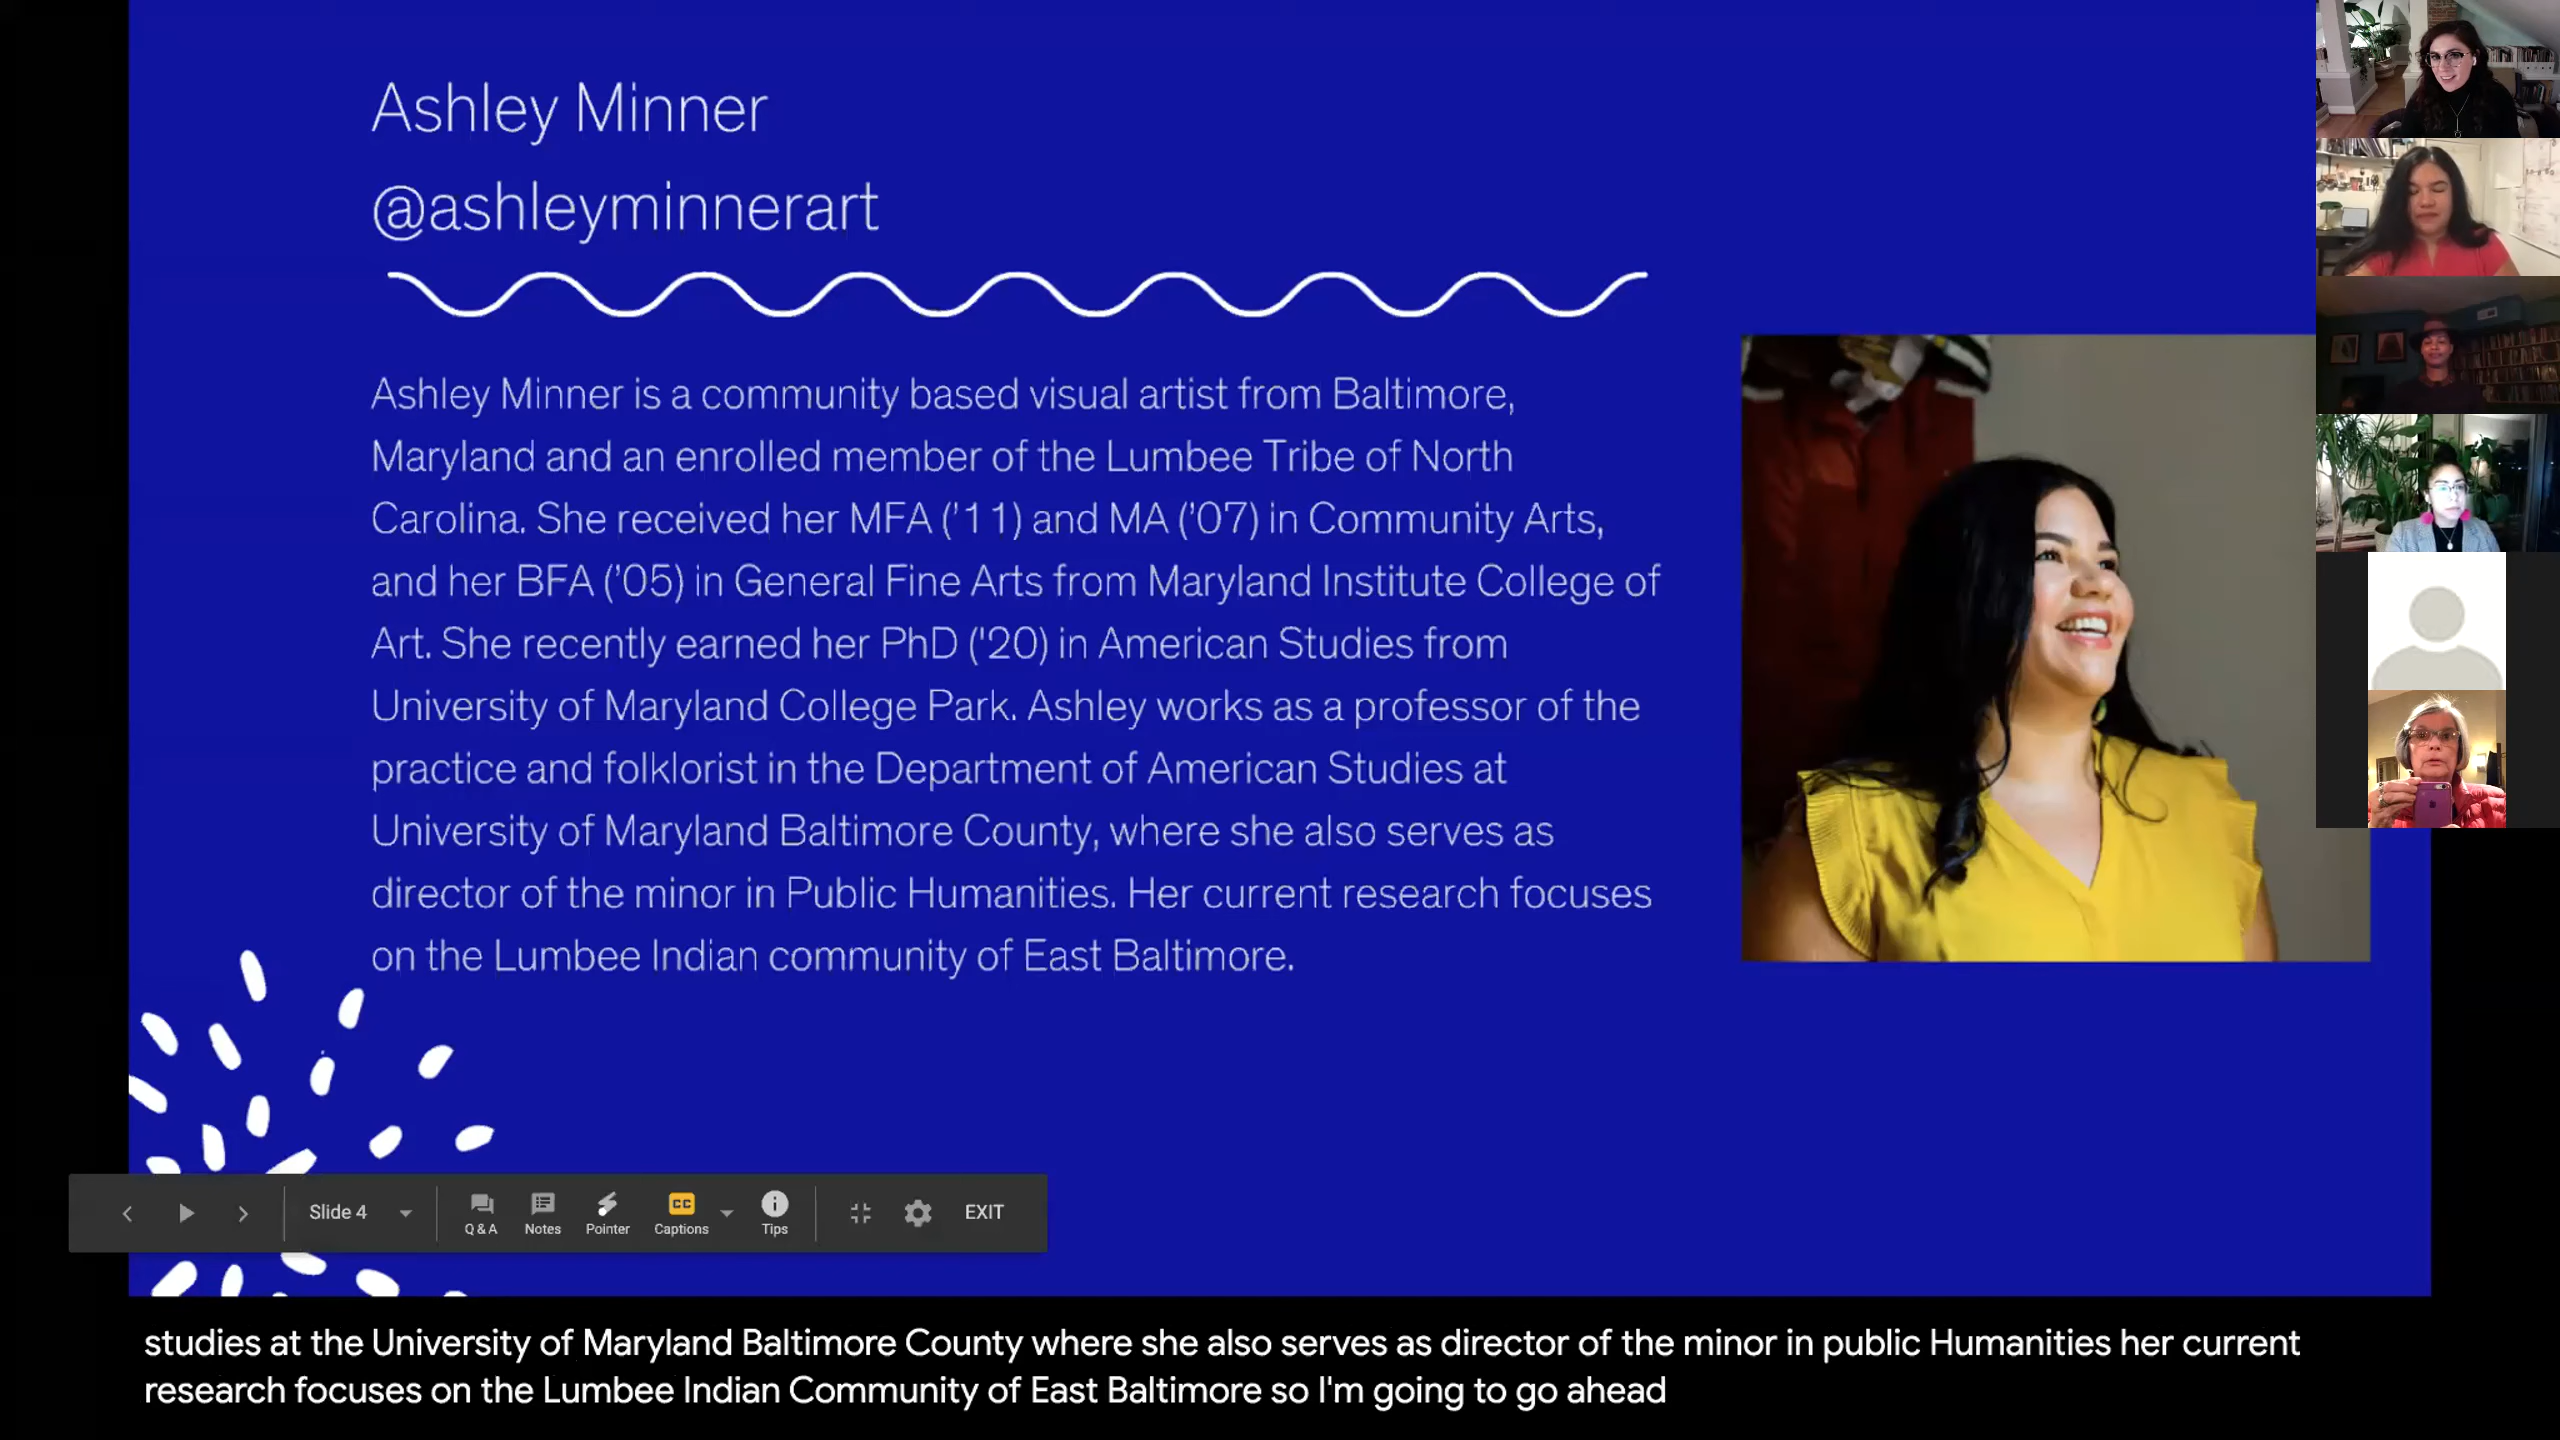 Ashley Minner
@ashleyminnerart
Ashley Minner is a community based visual artist from Baltimore,
Maryland and an enrolled member of the Lumbee Tribe of North
Carolina. She received her MFA ('11) and MA ('07) in Community Arts,
and her BFA ('05) in General Fine Arts from Maryland Institute College of
Art. She recently earned her PhD ('20) in American Studies from
University of Maryland College Park. Ashley works as a professor of the
practice and folklorist in the Department of American Studies at
University of Maryland Baltimore County, where she also serves as
director of the minor in Public Humanities. Her current research focuses
on the Lumbee Indian community of East Baltimore.
Slide 4
Q & A
Notes
Pointer
CC
Captions
Tips
EXIT
studies at the University of Maryland Baltimore County where she also serves as director of the minor in public Humanities her current
research focuses on the Lumbee Indian Community of East Baltimore so I'm going to go ahead